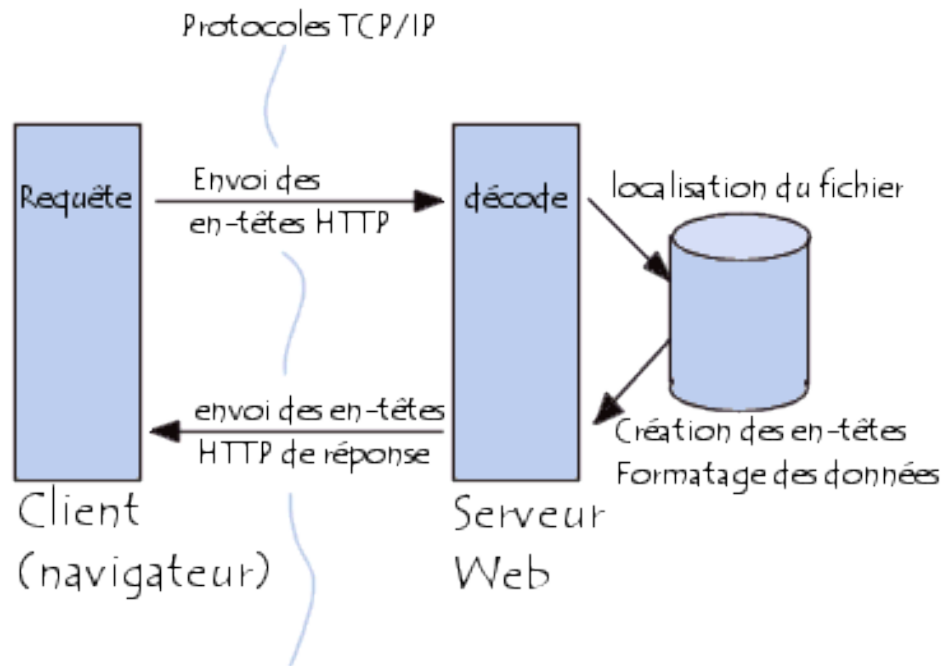 Protocoles TCP/IP
Requête
Envoi des
en-têtes HTTP
décode
localisation du fichier
envoi des en-têtes
HTTP de réponse
Création des en-têtes
Formatage des données
Client
(navigateur)
Serveur
Web